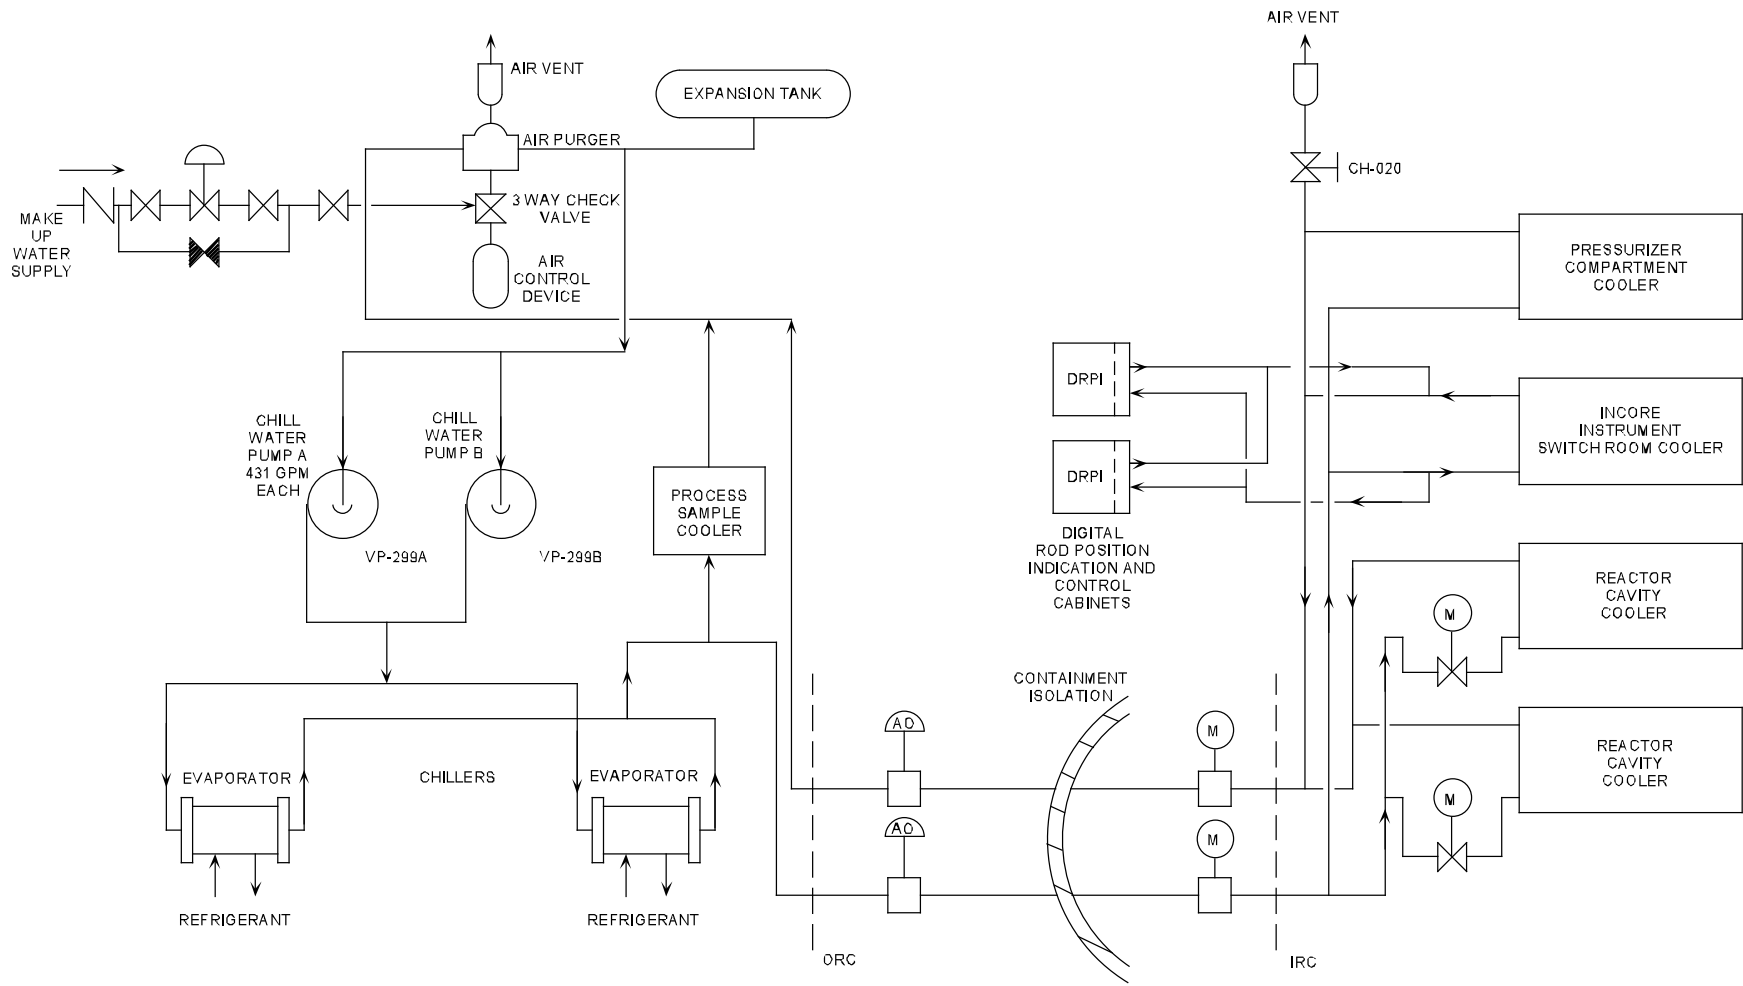 AIR VENT
EXPANSION TANK
AIR PURGER
3 WAY CHECK
VALVE
AIR
CONTROL
DEVICE
MAKE
UP
WATER
SUPPLY
CHILL
WATER
PUMP A
431 GPM
EACH
CHILL
WATER
PUMP B
VP-299A
VP-299B
PROCESS
SAMPLE
COOLER
EVAPORATOR
CHILLERS
EVAPORATOR
REFRIGERANT
REFRIGERANT
ORC
AO
AO
CONTAINMENT
ISOLATION
M
M
IRC
AIR VENT
CH-020
PRESSURIZER
COMPARTMENT
COOLER
DRPI
DRPI
DIGITAL
ROD POSITION
INDICATION AND
CONTROL
CABINETS
INCORE
INSTRUMENT
SWITCH ROOM COOLER
REACTOR
CAVITY
COOLER
M
REACTOR
CAVITY
COOLER
M